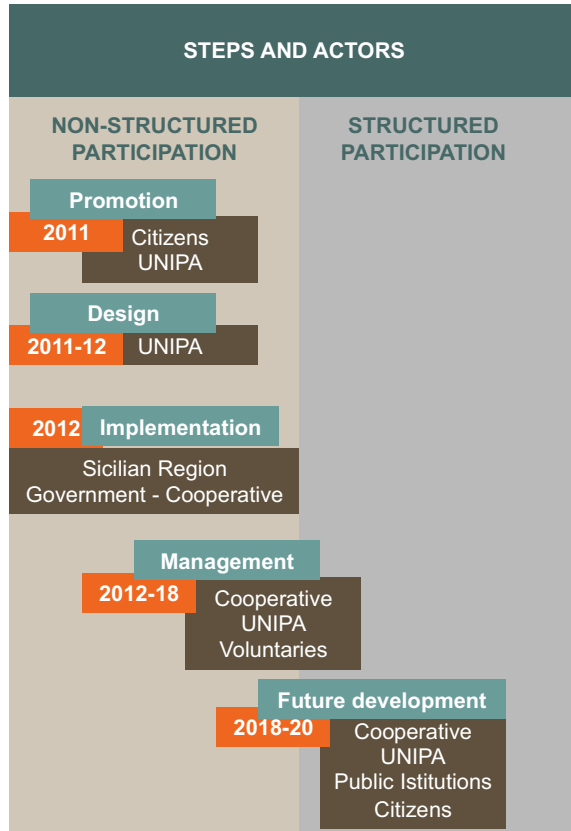 STEPS AND ACTORS
NON-STRUCTURED
PARTICIPATION
STRUCTURED
PARTICIPATION
Promotion
2011
Citizens
UNIPA
Design
2011-12
UNIPA
2012
Implementation
Sicilian Region
Government - Cooperative
Management
2012-18
Cooperative
UNIPA
Voluntaries
Future development
2018-20
Cooperative
UNIPA
Public Istitutions
Citizens